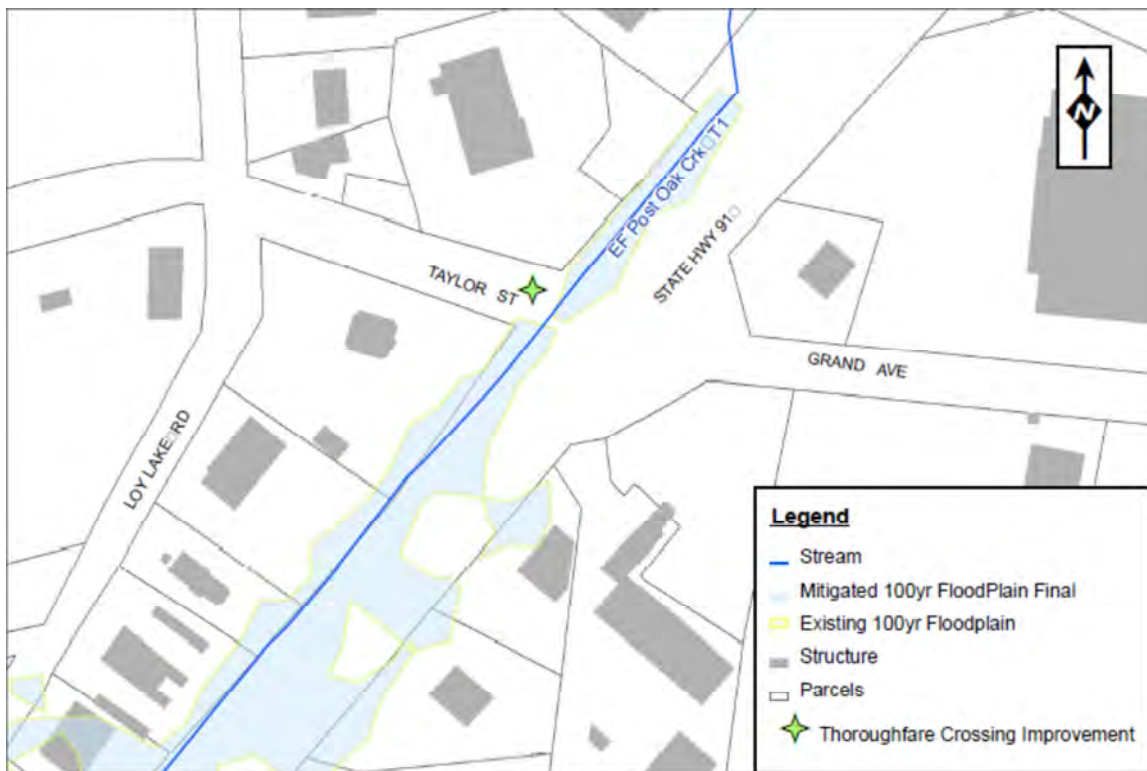 N
EF Post Oak Crk▯T1
STATE HWY 91▯
TAYLOR ST
GRAND AVE
LOY LAKE▯RD
Legend
Stream
Mitigated 100yr FloodPlain Final
Existing 100yr Floodplain
Structure
Parcels
Thoroughfare Crossing Improvement